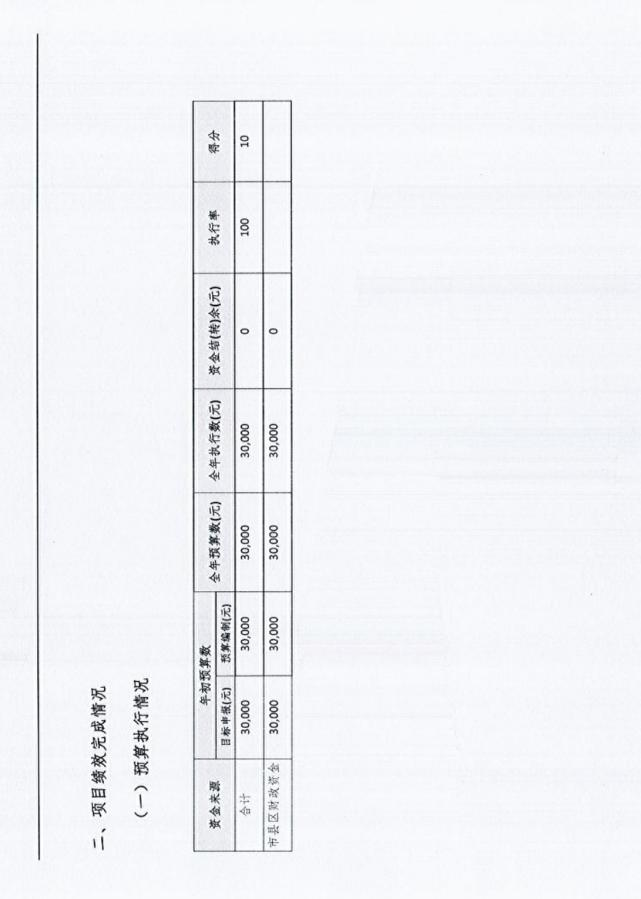 二、项目绩效完成情况
（一）预算执行情况
资金来源 年初预算数 全年预算数(元) 全年执行数(元) 资金结(转)余(元) 执行率 得分
目标申报(元) 预算编制(元)
合计 30,000 30,000 30,000 30,000 0 100 10
市县区财政资金 30,000 30,000 30,000 30,000 0